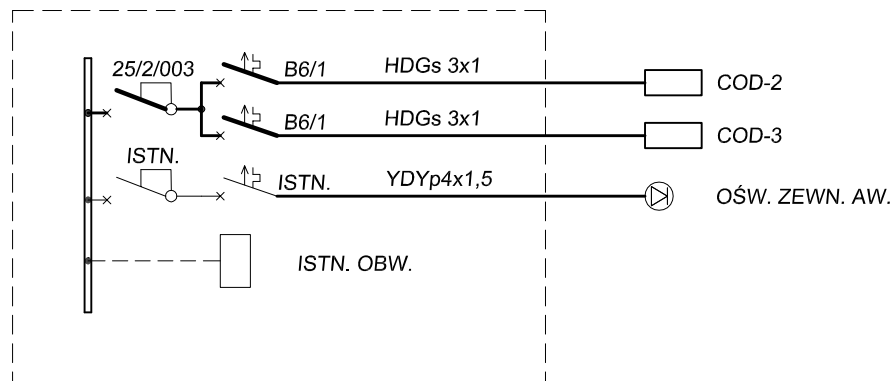 25/2/003 B6/1 HDGs 3x1 COD-2
B6/1 HDGs 3x1 COD-3
ISTN. ISTN. YDYp4x1,5 OŚW. ZEWN. AW.
ISTN. OBW.